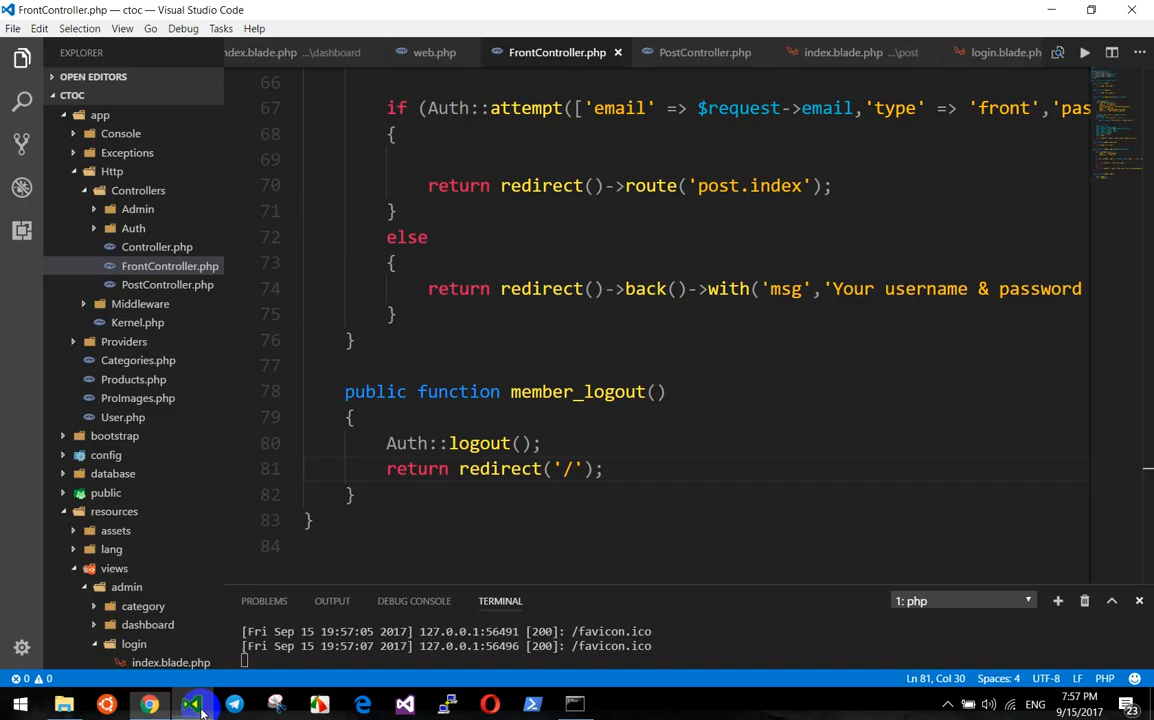 FrontController.php — ctoc — Visual Studio Code
File Edit Selection View Go Debug Tasks Help
EXPLORER
index.blade.php ...\dashboard
web.php
FrontController.php
PostController.php
index.blade.php ...\post
login.blade.ph
OPEN EDITORS
CTOC
app
Console
Exceptions
Http
Controllers
Admin
Auth
Controller.php
FrontController.php
PostController.php
Middleware
Kernel.php
Providers
Categories.php
Products.php
ProImages.php
User.php
bootstrap
config
database
public
resources
assets
lang
views
admin
category
dashboard
login
index.blade.php
66
67 if (Auth::attempt(['email' => $request->email,'type' => 'front','pas
68 {
69
70 return redirect()->route('post.index');
71 }
72 else
73 {
74 return redirect()->back()->with('msg','Your username & password
75 }
76 }
77
78 public function member_logout()
79 {
80 Auth::logout();
81 return redirect('/');
82 }
83 }
84
PROBLEMS OUTPUT DEBUG CONSOLE TERMINAL
1: php
[Fri Sep 15 19:57:05 2017] 127.0.0.1:56491 [200]: /favicon.ico
[Fri Sep 15 19:57:07 2017] 127.0.0.1:56496 [200]: /favicon.ico
0 0
Ln 81, Col 30 Spaces: 4 UTF-8 LF PHP
ENG
7:57 PM
9/15/2017
23